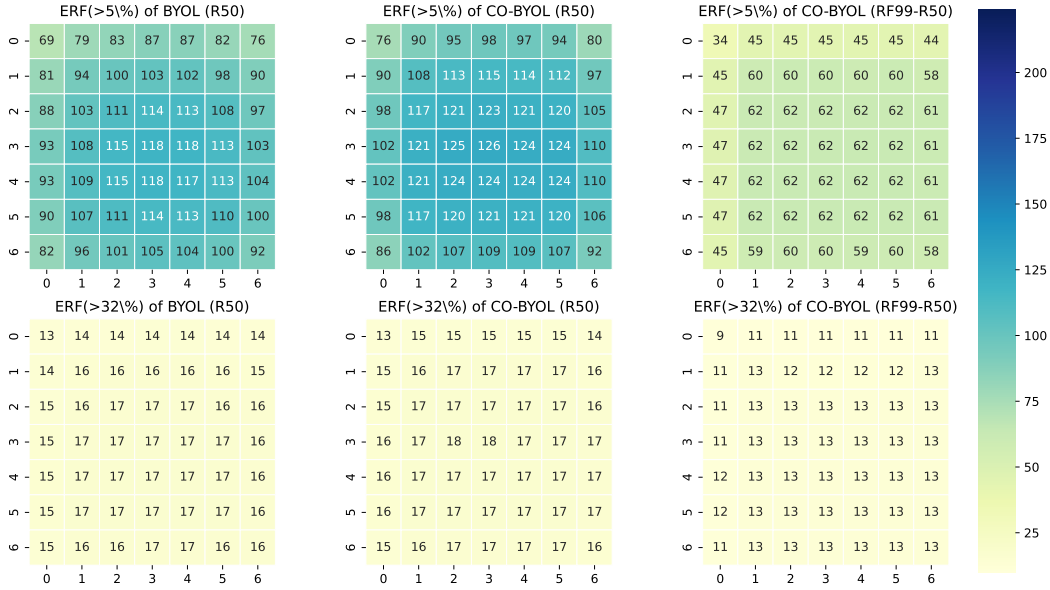 ERF(>5\%) of BYOL (R50)
0 69 79 83 87 87 82 76
1 81 94 100 103 102 98 90
2 88 103 111 114 113 108 97
3 93 108 115 118 118 113 103
4 93 109 115 118 117 113 104
5 90 107 111 114 113 110 100
6 82 96 101 105 104 100 92
0 1 2 3 4 5 6
ERF(>5\%) of CO-BYOL (R50)
0 76 90 95 98 97 94 80
1 90 108 113 115 114 112 97
2 98 117 121 123 121 120 105
3 102 121 125 126 124 124 110
4 102 121 124 124 124 124 110
5 98 117 120 121 121 120 106
6 86 102 107 109 109 107 92
0 1 2 3 4 5 6
ERF(>5\%) of CO-BYOL (RF99-R50)
0 34 45 45 45 45 45 44
1 45 60 60 60 60 60 58
2 47 62 62 62 62 62 61
3 47 62 62 62 62 62 61
4 47 62 62 62 62 62 61
5 47 62 62 62 62 62 61
6 45 59 60 60 59 60 58
0 1 2 3 4 5 6
ERF(>32\%) of BYOL (R50)
0 13 14 14 14 14 14 14
1 14 16 16 16 16 16 15
2 15 16 17 17 17 16 16
3 15 17 17 17 17 17 16
4 15 17 17 17 17 17 16
5 15 17 17 17 17 17 16
6 15 16 16 17 17 16 16
0 1 2 3 4 5 6
ERF(>32\%) of CO-BYOL (R50)
0 13 15 15 15 15 15 14
1 15 16 17 17 17 17 16
2 15 17 17 17 17 17 16
3 16 17 18 18 17 17 17
4 16 17 17 17 17 17 17
5 16 17 17 17 17 17 17
6 15 16 17 17 17 17 16
0 1 2 3 4 5 6
ERF(>32\%) of CO-BYOL (RF99-R50)
0 9 11 11 11 11 11 11
1 11 13 12 12 12 12 13
2 11 13 13 13 13 13 13
3 11 13 13 13 13 13 13
4 12 13 13 13 13 13 13
5 12 13 13 13 13 13 13
6 11 13 13 13 13 13 13
0 1 2 3 4 5 6
200
175
150
125
100
75
50
25